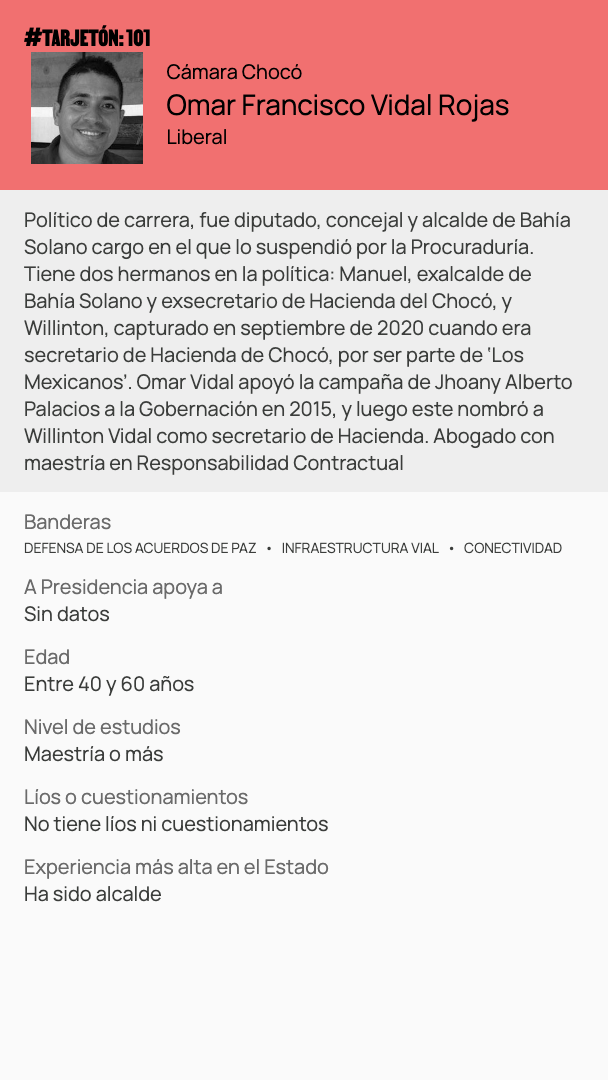 #TARJETÓN: 101
Cámara Chocó
Omar Francisco Vidal Rojas
Liberal
Político de carrera, fue diputado, concejal y alcalde de Bahía
Solano cargo en el que lo suspendió por la Procuraduría.
Tiene dos hermanos en la política: Manuel, exalcalde de
Bahía Solano y exsecretario de Hacienda del Chocó, y
Willinton, capturado en septiembre de 2020 cuando era
secretario de Hacienda de Chocó, por ser parte de ‘Los
Mexicanos’. Omar Vidal apoyó la campaña de Jhoany Alberto
Palacios a la Gobernación en 2015, y luego este nombró a
Willinton Vidal como secretario de Hacienda. Abogado con
maestría en Responsabilidad Contractual
Banderas
DEFENSA DE LOS ACUERDOS DE PAZ • INFRAESTRUCTURA VIAL • CONECTIVIDAD
A Presidencia apoya a
Sin datos
Edad
Entre 40 y 60 años
Nivel de estudios
Maestría o más
Líos o cuestionamientos
No tiene líos ni cuestionamientos
Experiencia más alta en el Estado
Ha sido alcalde